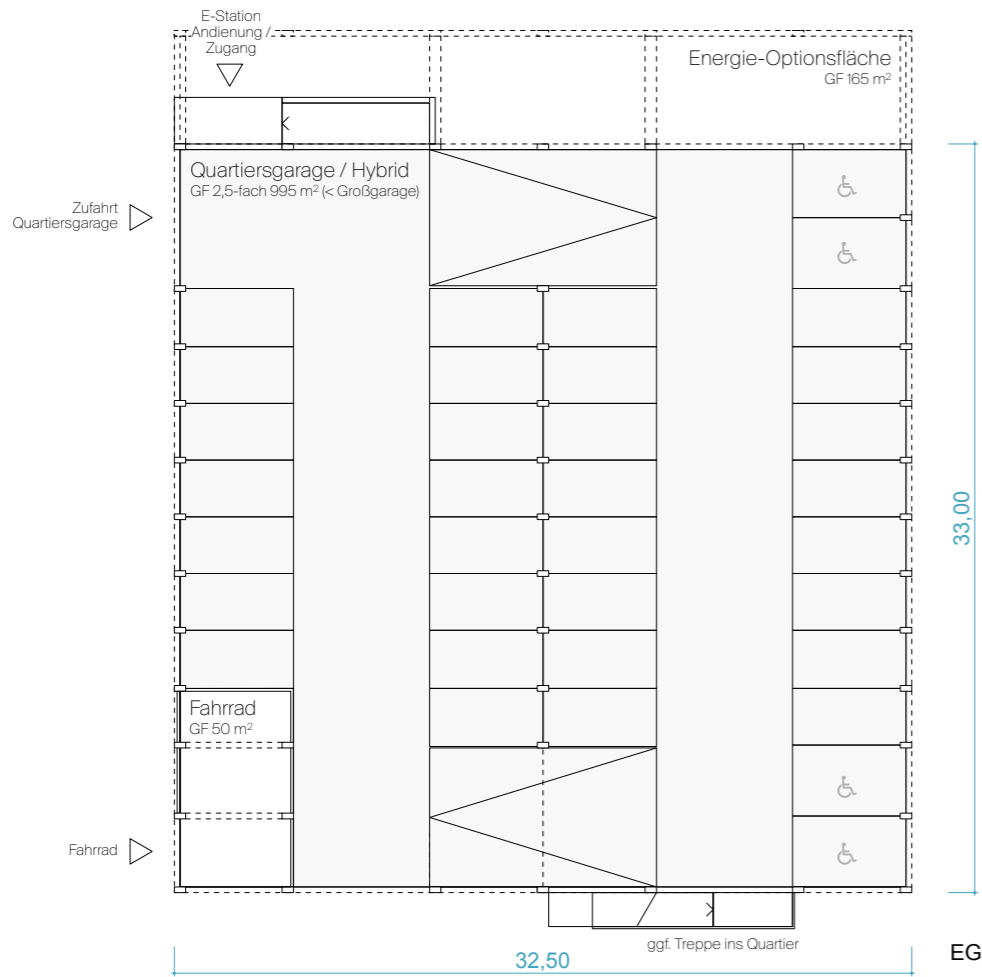 E-Station
Andienung /
Zugang
Energie-Optionsfläche
GF 165 m²
Quartiersgarage / Hybrid
GF 2,5-fach 995 m² (< Großgarage)
Zufahrt
Quartiersgarage
33,00
Fahrrad
GF 50 m²
Fahrrad
ggf. Treppe ins Quartier
EG
32,50